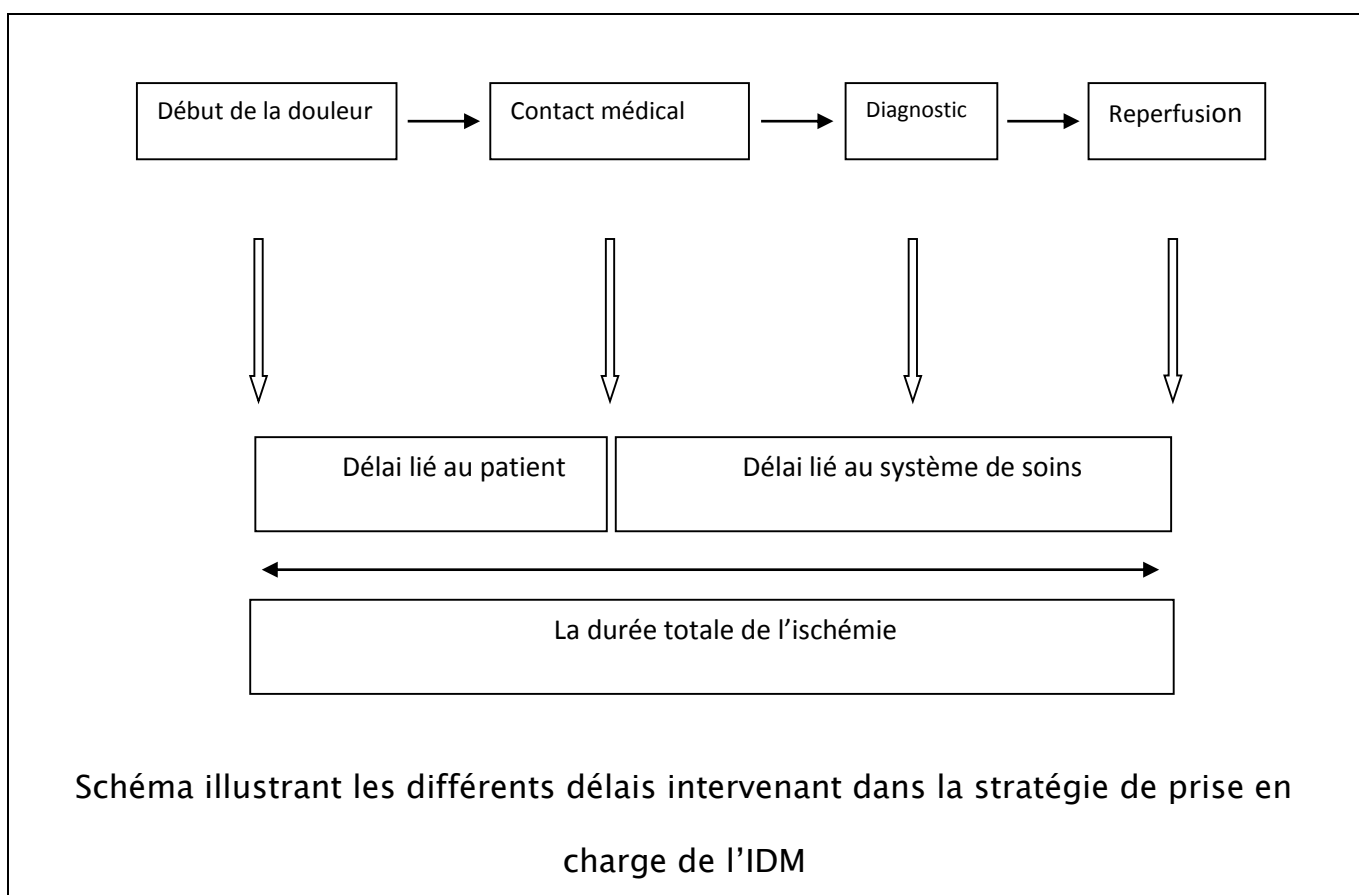 Début de la douleur
Contact médical
Diagnostic
Reperfusion
Délai lié au patient
Délai lié au système de soins
La durée totale de l’ischémie
Schéma illustrant les différents délais intervenant dans la stratégie de prise en
charge de l’IDM